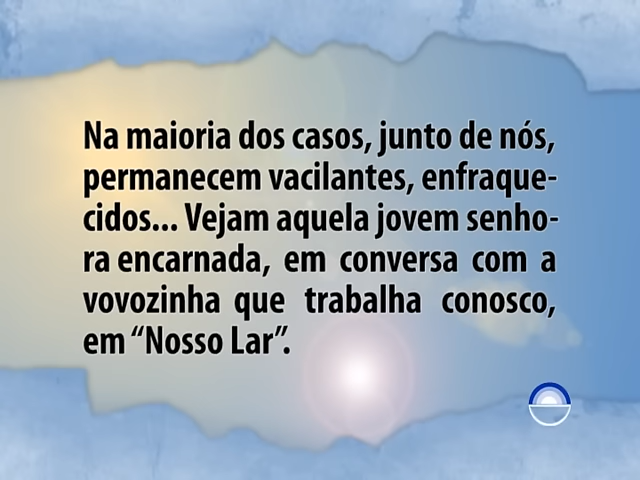 Na maioria dos casos, junto de nós,
permanecem vacilantes, enfraque-
cidos... Vejam aquela jovem senho-
ra encarnada, em conversa com a
vovozinha que trabalha conosco,
em “Nosso Lar”.